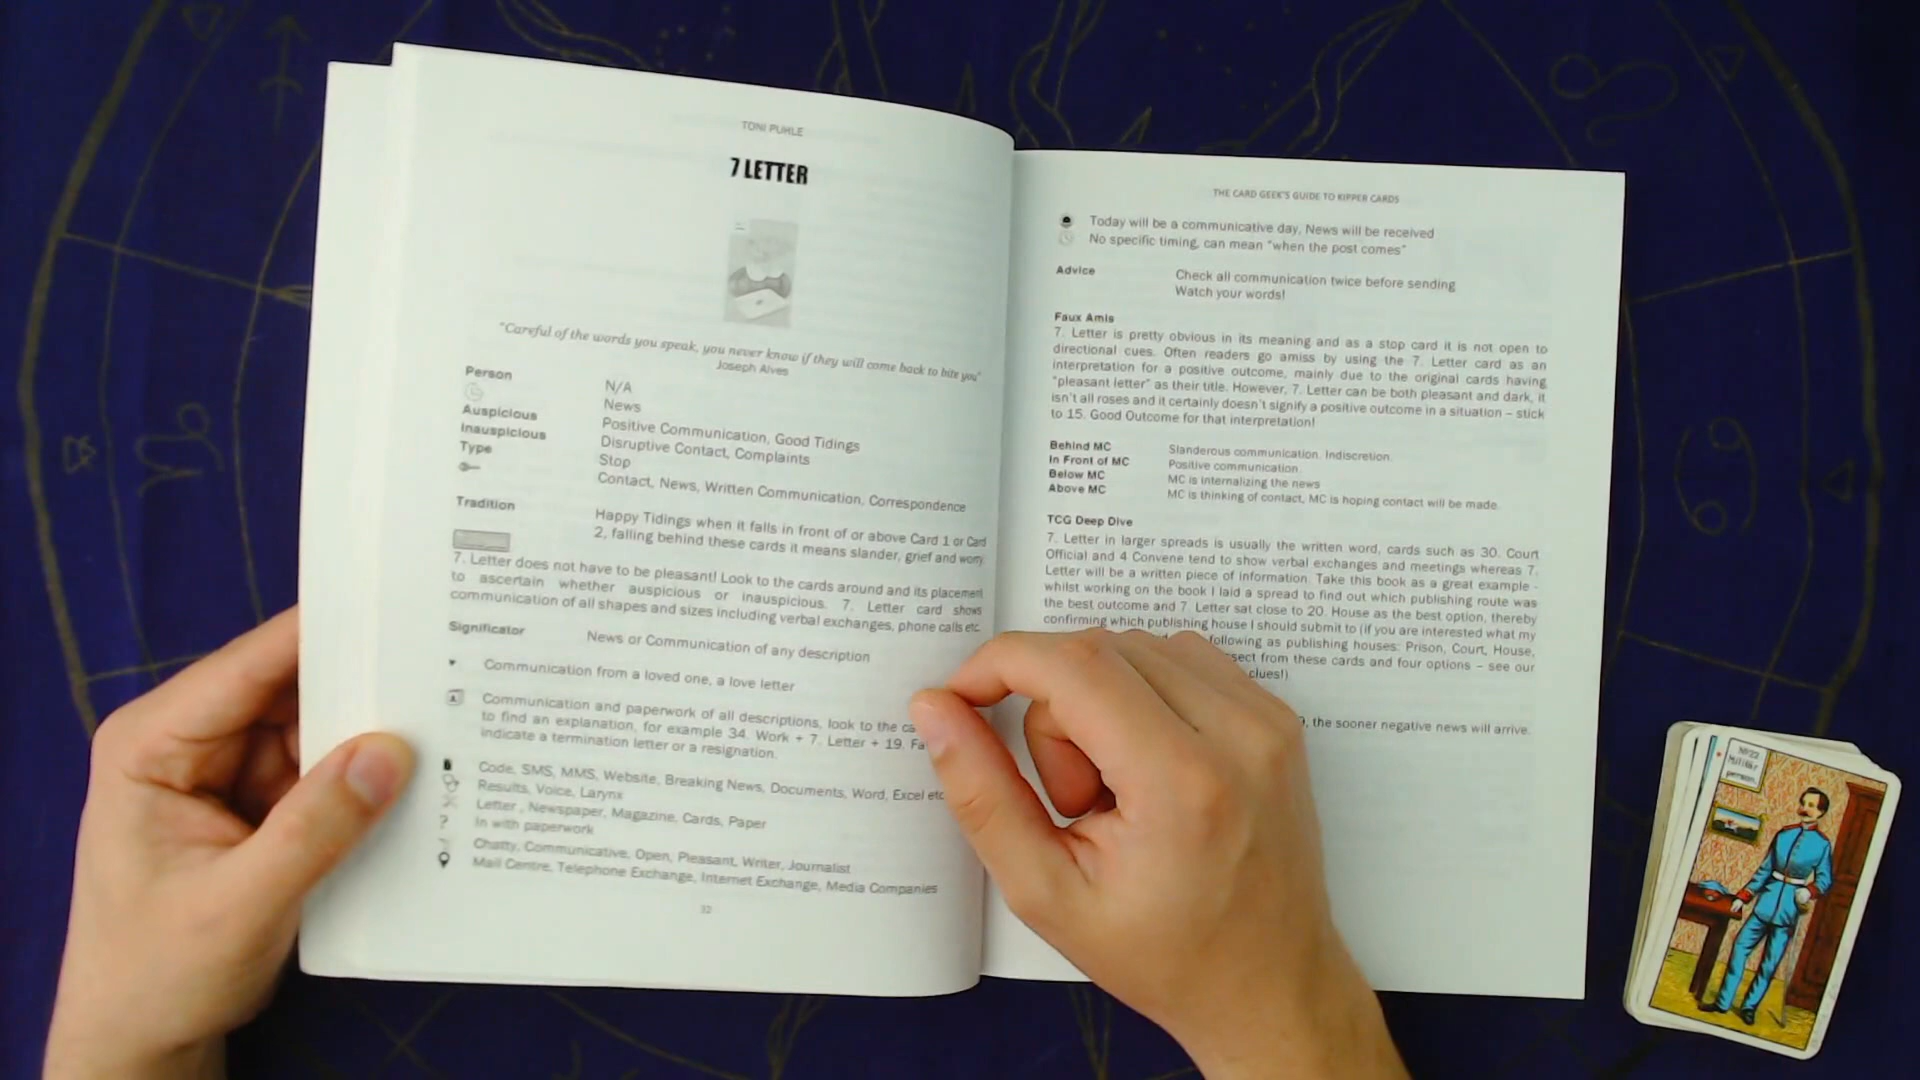 TONI PUHLE
7 LETTER
"Careful of the words you speak, you never know if they will come back to bite you"
Joseph Alves
Person N/A
News
Auspicious Positive Communication, Good Tidings
Inauspicious Disruptive Contact, Complaints
Type Stop
Contact, News, Written Communication, Correspondence
Tradition Happy Tidings when it falls in front of or above Card 1 or Card
2, falling behind these cards it means slander, grief and worry
7. Letter does not have to be pleasant! Look to the cards around and its placement
to ascertain whether auspicious or inauspicious. 7. Letter card shows
communication of all shapes and sizes including verbal exchanges, phone calls etc.
Significator News or Communication of any description
Communication from a loved one, a love letter
Communication and paperwork of all descriptions, look to the
to find an explanation, for example 34. Work + 7. Letter + 19.
indicate a termination letter or a resignation.
Code, SMS, MMS, Website, Breaking News, Documents, Word, Excel etc
Results, Voice, Larynx
Letter, Newspaper, Magazine, Cards, Paper
? In with paperwork
Chatty, Communicative, Open, Pleasant, Writer, Journalist
Mail Centre, Telephone Exchange, Internet Exchange, Media Companies
32
THE CARD GEEK'S GUIDE TO KIPPER CARDS
Today will be a communicative day, News will be received
No specific timing, can mean "when the post comes"
Advice Check all communication twice before sending
Watch your words!
Faux Amis
7. Letter is pretty obvious in its meaning and as a stop card it is not open to
directional cues. Often readers go amiss by using the 7. Letter card as an
interpretation for a positive outcome, mainly due to the original cards having
"pleasant letter" as their title. However, 7. Letter can be both pleasant and dark, it
isn't all roses and it certainly doesn't signify a positive outcome in a situation – stick
to 15. Good Outcome for that interpretation!
Behind MC Slanderous communication. Indiscretion.
In Front of MC Positive communication
Below MC MC is internalizing the news
Above MC MC is thinking of contact, MC is hoping contact will be made
TCG Deep Dive
7. Letter in larger spreads is usually the written word, cards such as 30. Court
Official and 4 Convene tend to show verbal exchanges and meetings whereas 7.
Letter will be a written piece of information. Take this book as a great example -
whilst working on the book I laid a spread to find out which publishing route was
the best outcome and 7. Letter sat close to 20. House as the best option, thereby
confirming which publishing house I should submit to (if you are interested what my
following as publishing houses: Prison, Court, House,
from these cards and four options – see our
clues!)
the sooner negative news will arrive.
No 22
Militär
person.